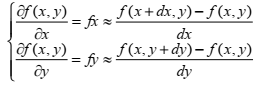 ∂f(x,y)/∂x = fx ≈ (f(x+dx,y)−f(x,y))/dx
∂f(x,y)/∂y = fy ≈ (f(x,y+dy)−f(x,y))/dy